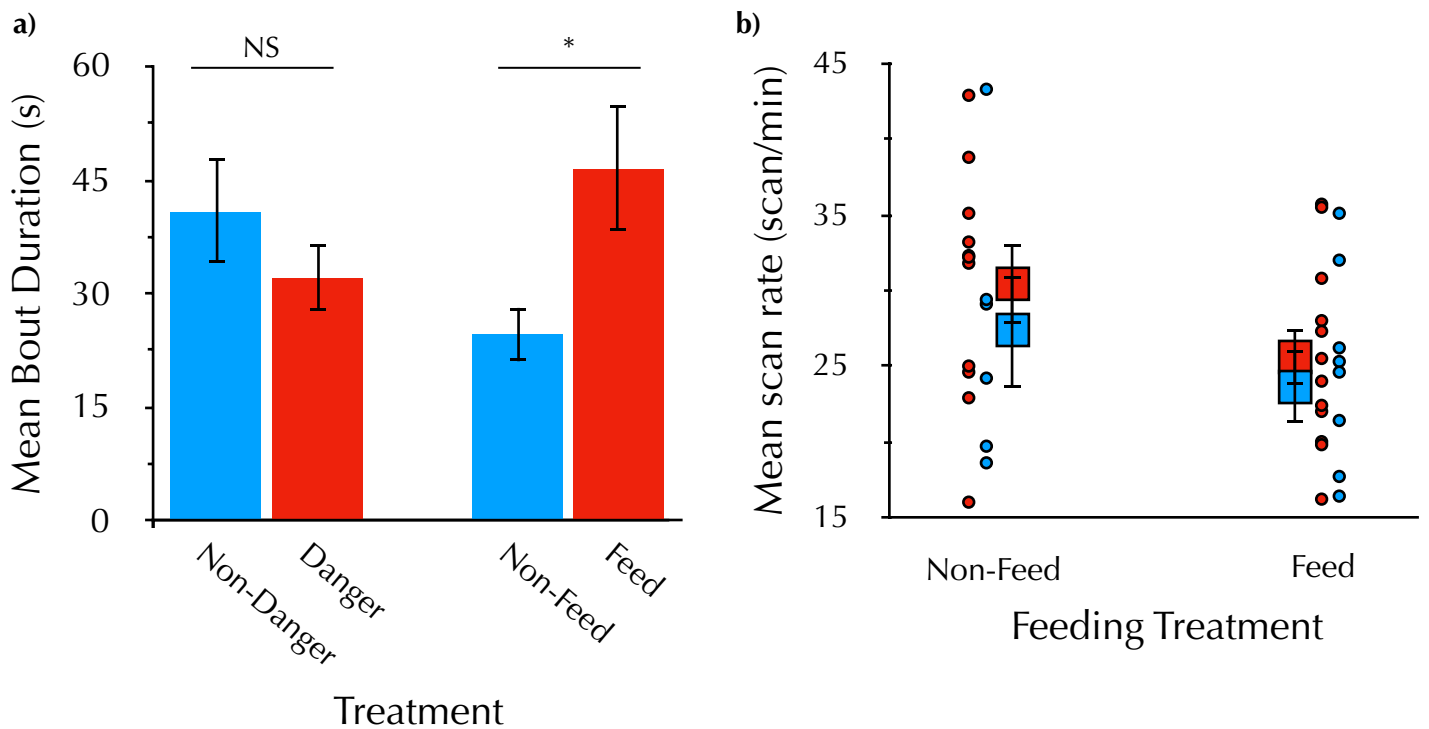 a)
NS
*
60
45
30
15
0
Mean Bout Duration (s)
Non-Danger
Danger
Non-Feed
Feed
Treatment
b)
45
35
25
15
Mean scan rate (scan/min)
Non-Feed
Feed
Feeding Treatment